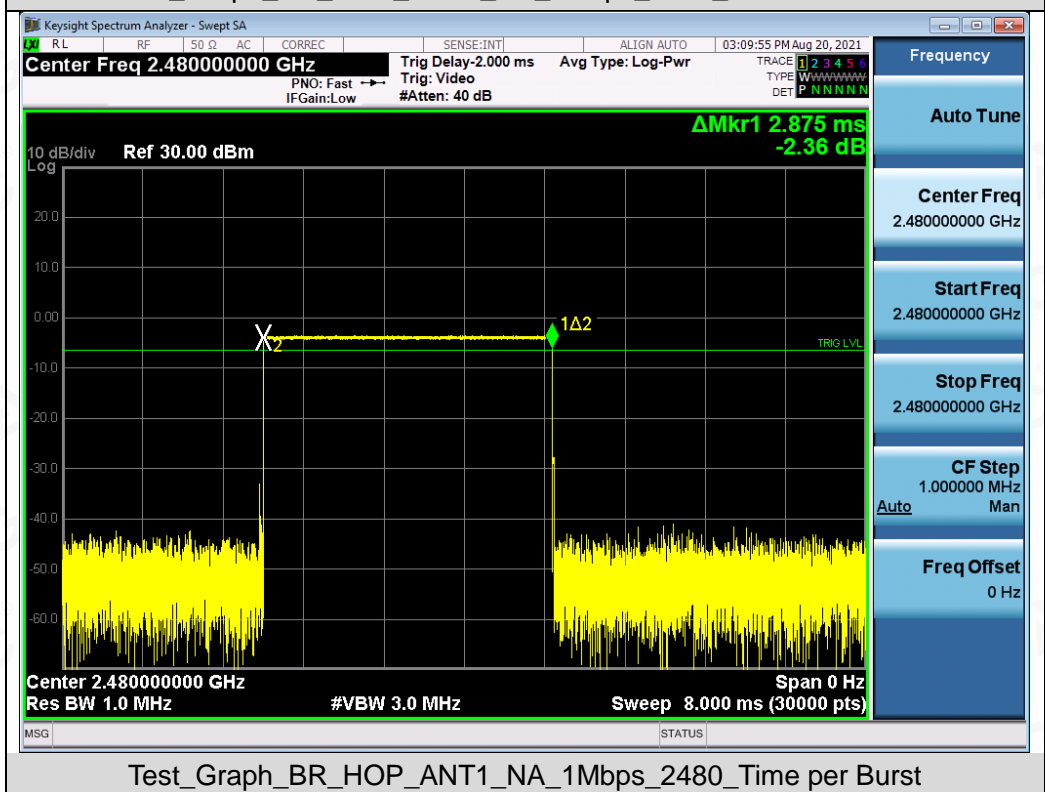 Keysight Spectrum Analyzer - Swept SA
LXI RL RF 50 Ω AC CORREC SENSE:INT ALIGN AUTO 03:09:55 PM Aug 20, 2021
Center Freq 2.480000000 GHz
PNO: Fast
IFGain:Low
Trig Delay-2.000 ms
Trig: Video
#Atten: 40 dB
Avg Type: Log-Pwr
TRACE 1 2 3 4 5 6
TYPE WWWWWW
DET P N N N N N
ΔMkr1 2.875 ms
-2.36 dB
10 dB/div Ref 30.00 dBm
Log
20.0
10.0
0.00
-10.0
-20.0
-30.0
-40.0
-50.0
-60.0
2
1Δ2
TRIG LVL
Center 2.480000000 GHz Span 0 Hz
Res BW 1.0 MHz #VBW 3.0 MHz Sweep 8.000 ms (30000 pts)
MSG STATUS
Frequency
Auto Tune
Center Freq
2.480000000 GHz
Start Freq
2.480000000 GHz
Stop Freq
2.480000000 GHz
CF Step
1.000000 MHz
Auto Man
Freq Offset
0 Hz
Test_Graph_BR_HOP_ANT1_NA_1Mbps_2480_Time per Burst